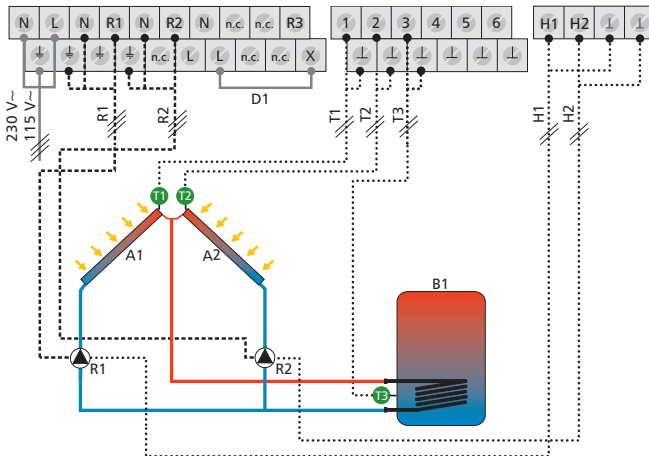 N L N R1 N R2 N n.c. n.c. R3
n.c. L L n.c. n.c. X
1 2 3 4 5 6
H1 H2
D1
230 V~
115 V~
R1
R2
T1
T2
T3
H1
H2
T1 T2
A1 A2
B1
R1
R2
T3